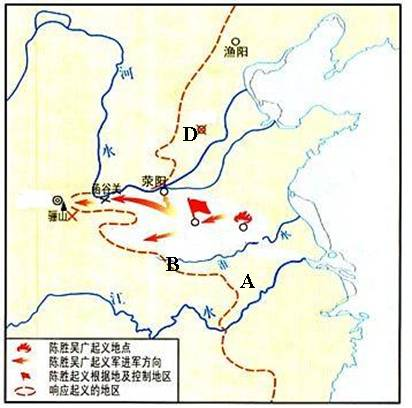 渔阳
河
D
水
荥阳
函谷关
骊山
B
淮
水
A
江
水
陈胜吴广起义地点
陈胜吴广起义军进军方向
陈胜起义根据地及控制地区
响应起义的地区